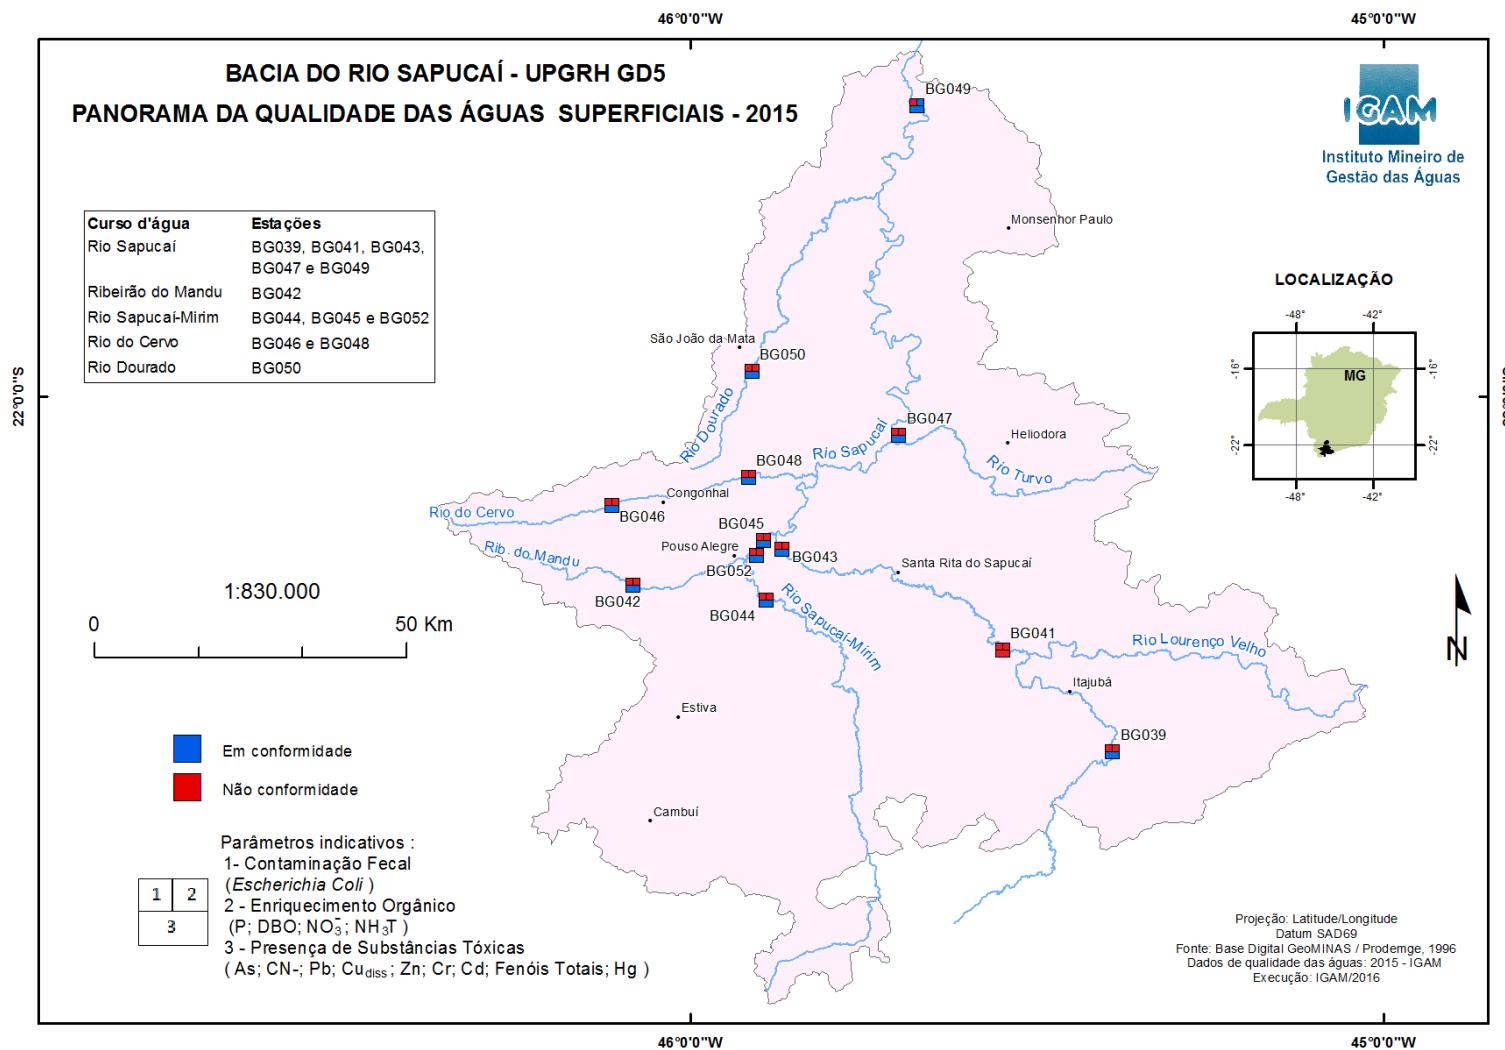 46°0'0"W
45°0'0"W
BACIA DO RIO SAPUCAÍ - UPGRH GD5
PANORAMA DA QUALIDADE DAS ÁGUAS SUPERFICIAIS - 2015
IGAM
Instituto Mineiro de
Gestão das Águas
Curso d'água Estações
Rio Sapucaí BG039, BG041, BG043,
BG047 e BG049
Ribeirão do Mandu BG042
Rio Sapucaí-Mirim BG044, BG045 e BG052
Rio do Cervo BG046 e BG048
Rio Dourado BG050
BG049
Monsenhor Paulo
São João da Mata
BG050
Rio Dourado
BG047
Rio Sapucaí
Heliodora
Rio Turvo
BG048
Congonhal
Rio do Cervo
BG046
BG045
Rib. do Mandu
Pouso Alegre
BG043
BG052
Santa Rita do Sapucaí
BG042
BG044
Rio Sapucaí-Mirim
BG041
Rio Lourenço Velho
Itajubá
Estiva
BG039
Cambuí
LOCALIZAÇÃO
-48° -42°
-16° MG -16°
-22° -22°
-48° -42°
22°0'0"S
1:830.000
0 50 Km
N
Em conformidade
Não conformidade
Parâmetros indicativos :
1- Contaminação Fecal
(Escherichia Coli )
2 - Enriquecimento Orgânico
(P; DBO; NO₃⁻; NH₃T )
3 - Presença de Substâncias Tóxicas
( As; CN-; Pb; Cudiss; Zn; Cr; Cd; Fenóis Totais; Hg )
1 2
3
Projeção: Latitude/Longitude
Datum SAD69
Fonte: Base Digital GeoMINAS / Prodemge, 1996
Dados de qualidade das águas: 2015 - IGAM
Execução: IGAM/2016
46°0'0"W
45°0'0"W